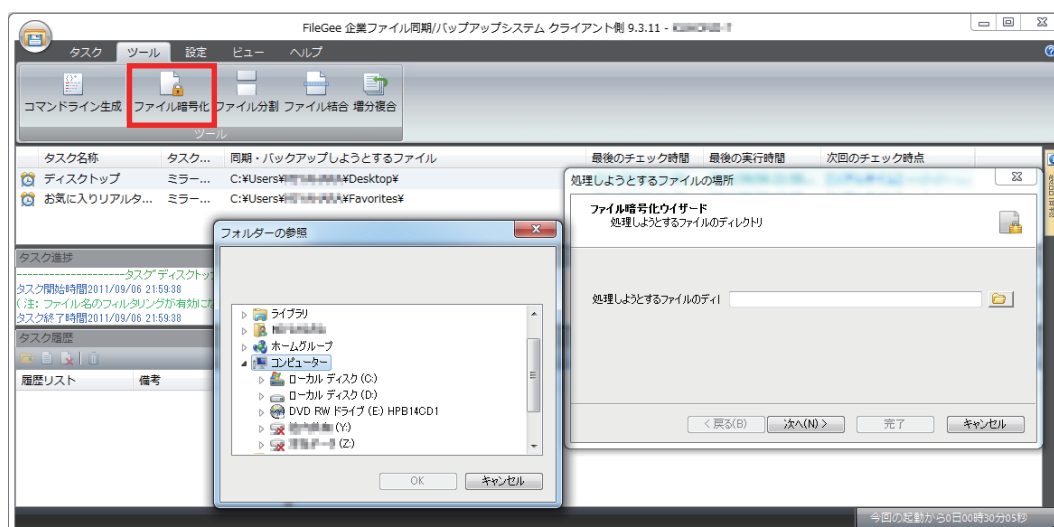 FileGee 企業ファイル同期/バップアップシステム クライアント側 9.3.11 -
タスク ツール 設定 ビュー ヘルプ
コマンドライン生成 ファイル暗号化 ファイル分割 ファイル結合 増分複合
ツール
タスク名称 タスク... 同期・バックアップしようとするファイル 最後のチェック時間 最後の実行時間 次回のチェック時点
ディスクトップ ミラー... C:¥Users¥ ¥Desktop¥
お気に入りリアルタ... ミラー... C:¥Users¥ ¥Favorites¥
タスク進捗
--------------------タスク"ディスクトッ
タスク開始時間2011/09/06 21:59:38
(注: ファイル名のフィルタリングが有効にな
タスク終了時間2011/09/06 21:59:38
タスク履歴
履歴リスト 備考
フォルダーの参照
ライブラリ
ホームグループ
コンピューター
ローカル ディスク (C:)
ローカル ディスク (D:)
DVD RW ドライブ (E:) HPB14CD1
(Y:)
(Z:)
OK キャンセル
処理しようとするファイルの場所
ファイル暗号化ウイザード
処理しようとするファイルのディレクトリ
処理しようとするファイルのディ
< 戻る(B) 次へ(N) > 完了 キャンセル
今回の起動から0日00時30分05秒